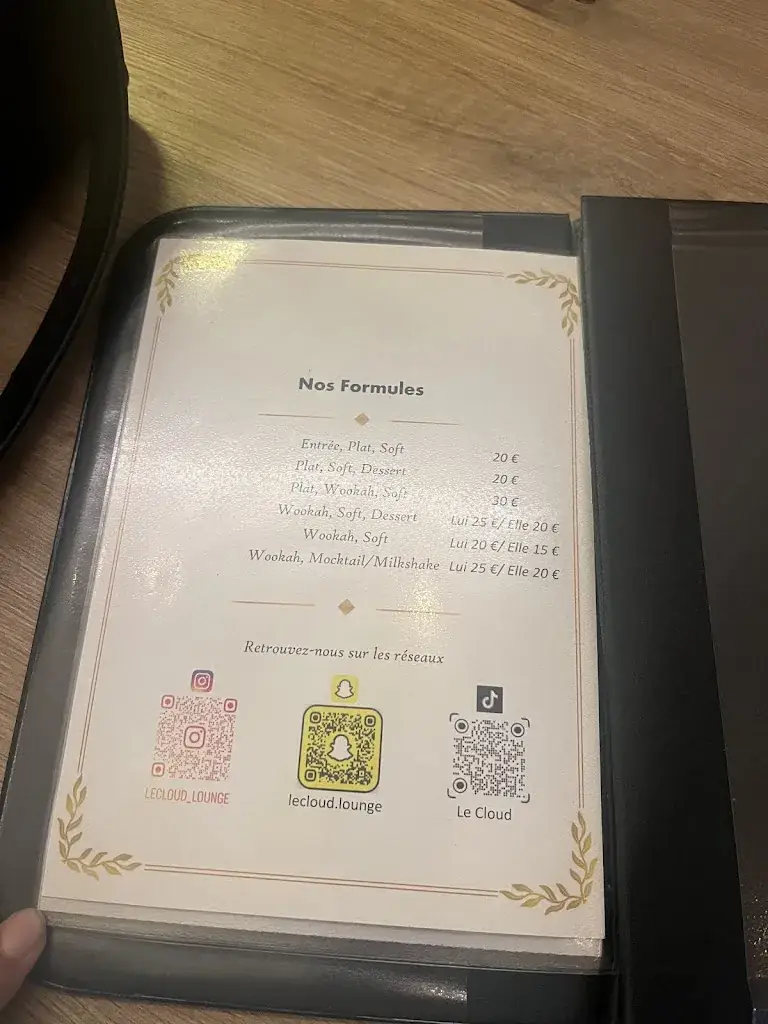 Nos Formules
Entrée, Plat, Soft 20 €
Plat, Soft, Dessert 20 €
Plat, Wookah, Soft 30 €
Wookah, Soft, Dessert Lui 25 €/ Elle 20 €
Wookah, Soft Lui 20 €/ Elle 15 €
Wookah, Mocktail/Milkshake Lui 25 €/ Elle 20 €
Retrouvez-nous sur les réseaux
LECLOUD_LOUNGE
lecloud.lounge
Le Cloud